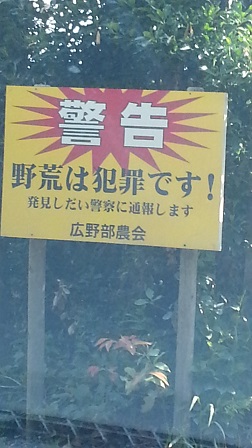 警告
野荒は犯罪です!
発見しだい警察に通報します
広野部農会